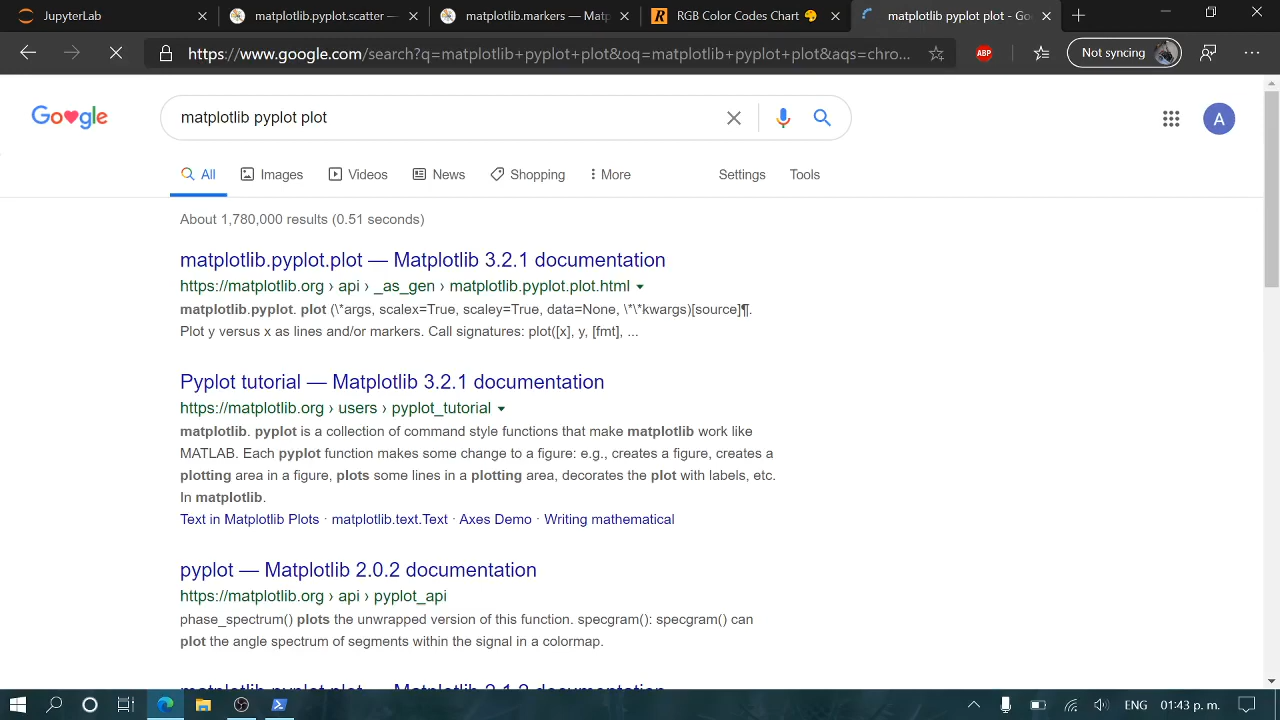 JupyterLab
matplotlib.pyplot.scatter —
matplotlib.markers — Matp
RGB Color Codes Chart
matplotlib pyplot plot - Go
https://www.google.com/search?q=matplotlib+pyplot+plot&oq=matplotlib+pyplot+plot&aqs=chro...
ABP
Not syncing
Google
matplotlib pyplot plot
A
All
Images
Videos
News
Shopping
More
Settings
Tools
About 1,780,000 results (0.51 seconds)
matplotlib.pyplot.plot — Matplotlib 3.2.1 documentation
https://matplotlib.org › api › _as_gen › matplotlib.pyplot.plot.html
matplotlib.pyplot. plot (\*args, scalex=True, scaley=True, data=None, \*\*kwargs)[source]¶.
Plot y versus x as lines and/or markers. Call signatures: plot([x], y, [fmt], ...
Pyplot tutorial — Matplotlib 3.2.1 documentation
https://matplotlib.org › users › pyplot_tutorial
matplotlib. pyplot is a collection of command style functions that make matplotlib work like
MATLAB. Each pyplot function makes some change to a figure: e.g., creates a figure, creates a
plotting area in a figure, plots some lines in a plotting area, decorates the plot with labels, etc.
In matplotlib.
Text in Matplotlib Plots · matplotlib.text.Text · Axes Demo · Writing mathematical
pyplot — Matplotlib 2.0.2 documentation
https://matplotlib.org › api › pyplot_api
phase_spectrum() plots the unwrapped version of this function. specgram(): specgram() can
plot the angle spectrum of segments within the signal in a colormap.
matplotlib.pyplot.plot — Matplotlib 2.1.2 documentation
ENG
01:43 p. m.